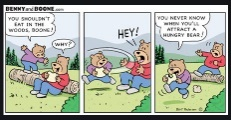 BENNY and BOONE.com
YOU SHOULDN'T
EAT IN THE
WOODS, BOONE!
WHY?
HEY!
YOU NEVER KNOW
WHEN YOU'LL
ATTRACT A
HUNGRY BEAR!